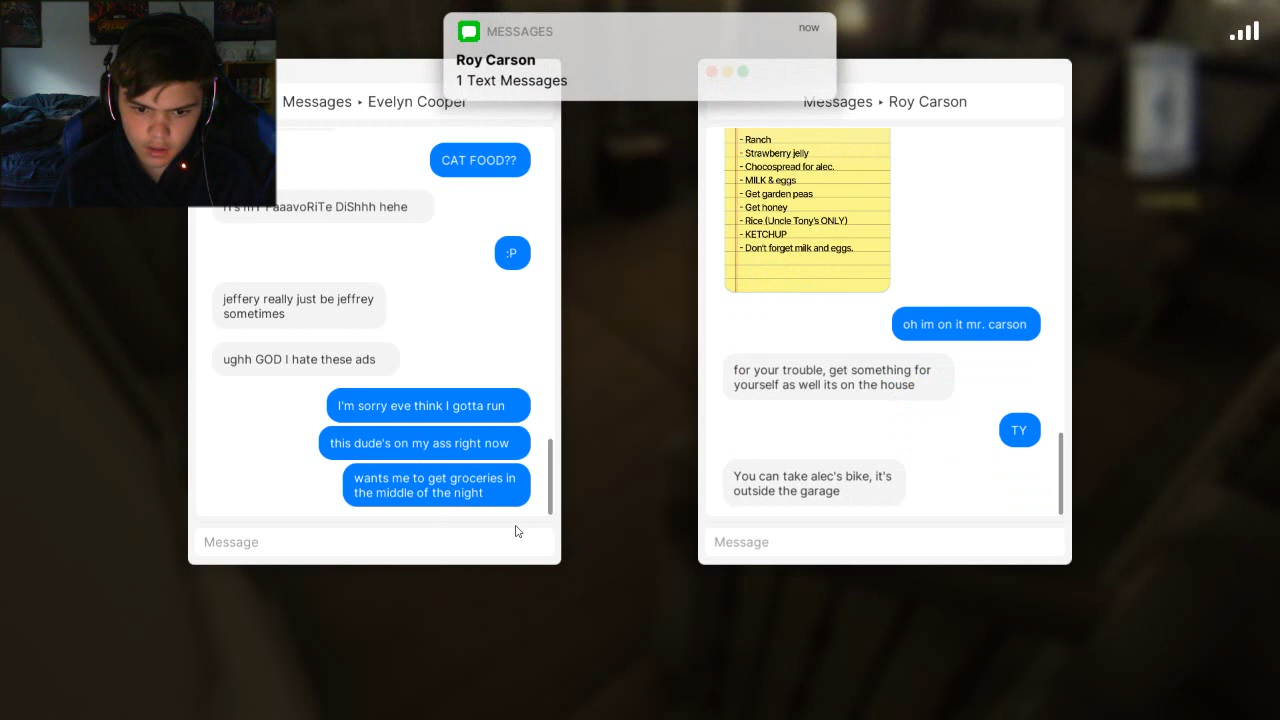 MESSAGES
now
Roy Carson
1 Text Messages
Messages ▸ Evelyn Cooper
CAT FOOD??
iT's mY FaaavoRiTe DiShhh hehe
:P
jeffery really just be jeffrey
sometimes
ughh GOD I hate these ads
I'm sorry eve think I gotta run
this dude's on my ass right now
wants me to get groceries in
the middle of the night
Message
Messages ▸ Roy Carson
- Ranch
- Strawberry jelly
- Chocospread for alec.
- MILK & eggs
- Get garden peas
- Get honey
- Rice (Uncle Tony's ONLY)
- KETCHUP
- Don't forget milk and eggs.
oh im on it mr. carson
for your trouble, get something for
yourself as well its on the house
TY
You can take alec's bike, it's
outside the garage
Message